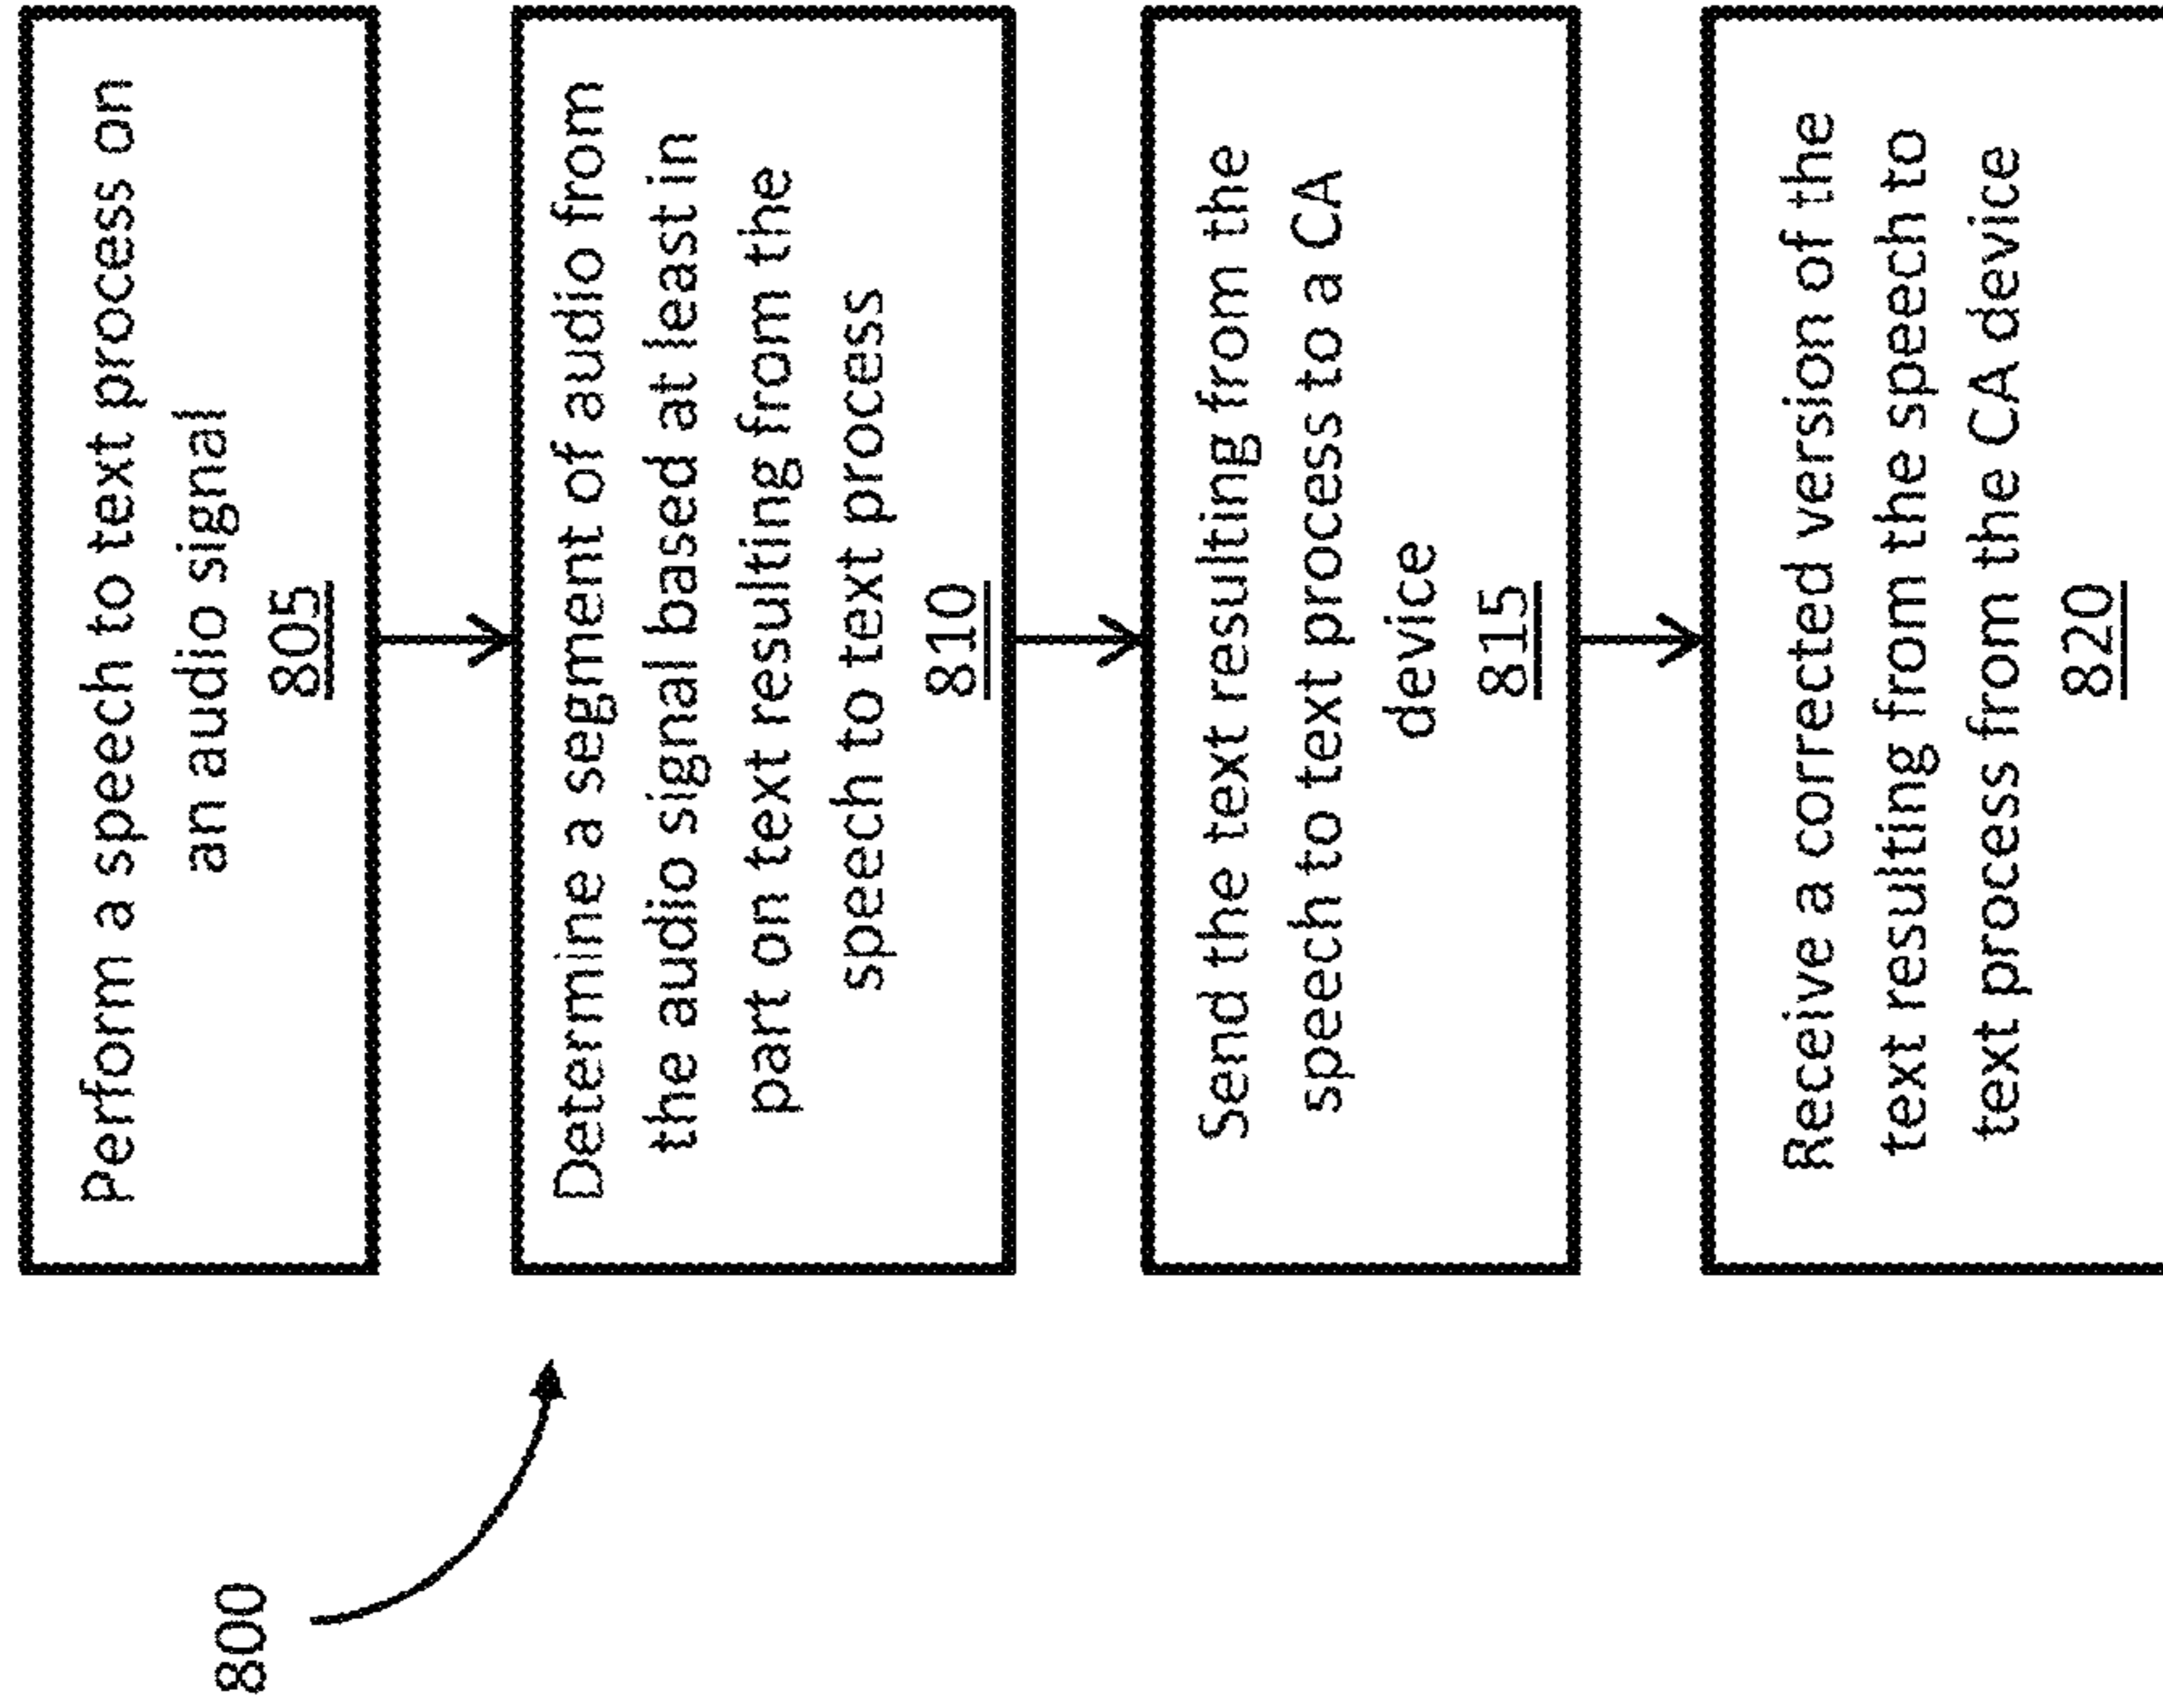 800
Perform a speech to text process on
an audio signal
805
Determine a segment of audio from
the audio signal based at least in
part on text resulting from the
speech to text process
810
Send the text resulting from the
speech to text process to a CA
device
815
Receive a corrected version of the
text resulting from the speech to
text process from the CA device
820